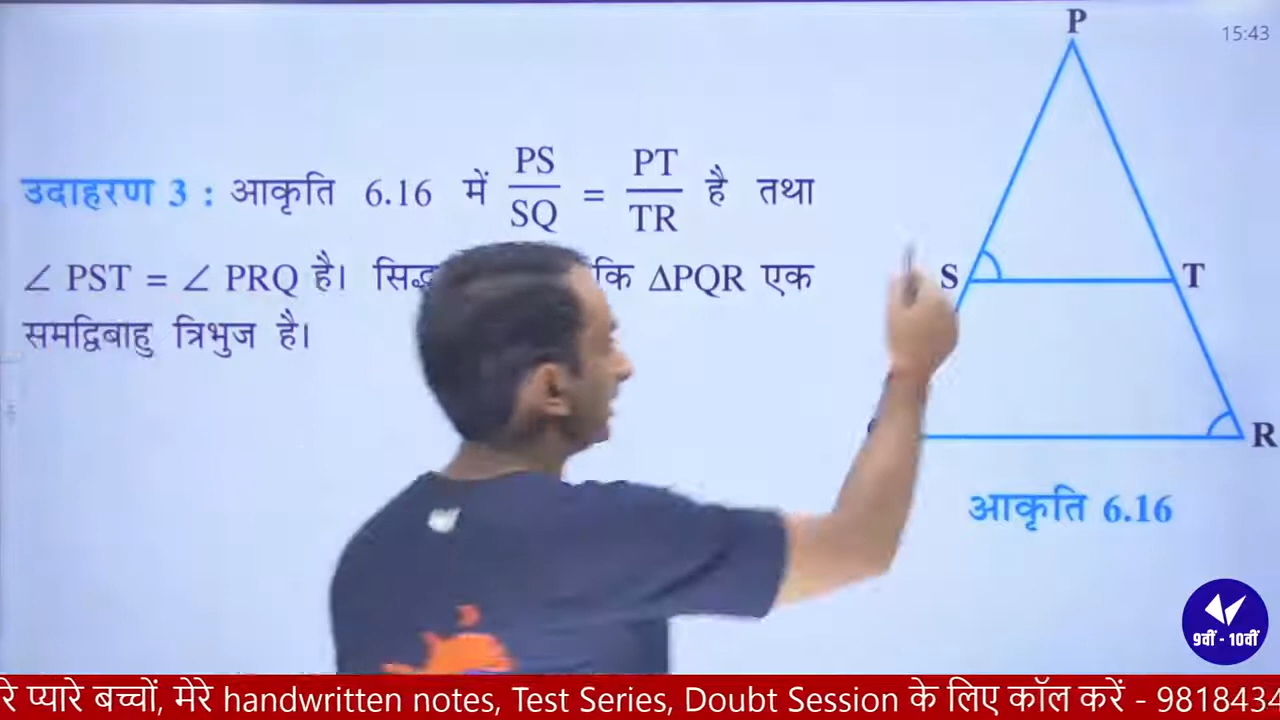 P
15:43
उदाहरण 3 : आकृति 6.16 में PS/SQ = PT/TR है तथा
∠ PST = ∠ PRQ है। सिद्ध कि ΔPQR एक
समद्विबाहु त्रिभुज है।
S T
R
आकृति 6.16
9वीं - 10वीं
प्यारे बच्चों, मेरे handwritten notes, Test Series, Doubt Session के लिए कॉल करें - 9818434